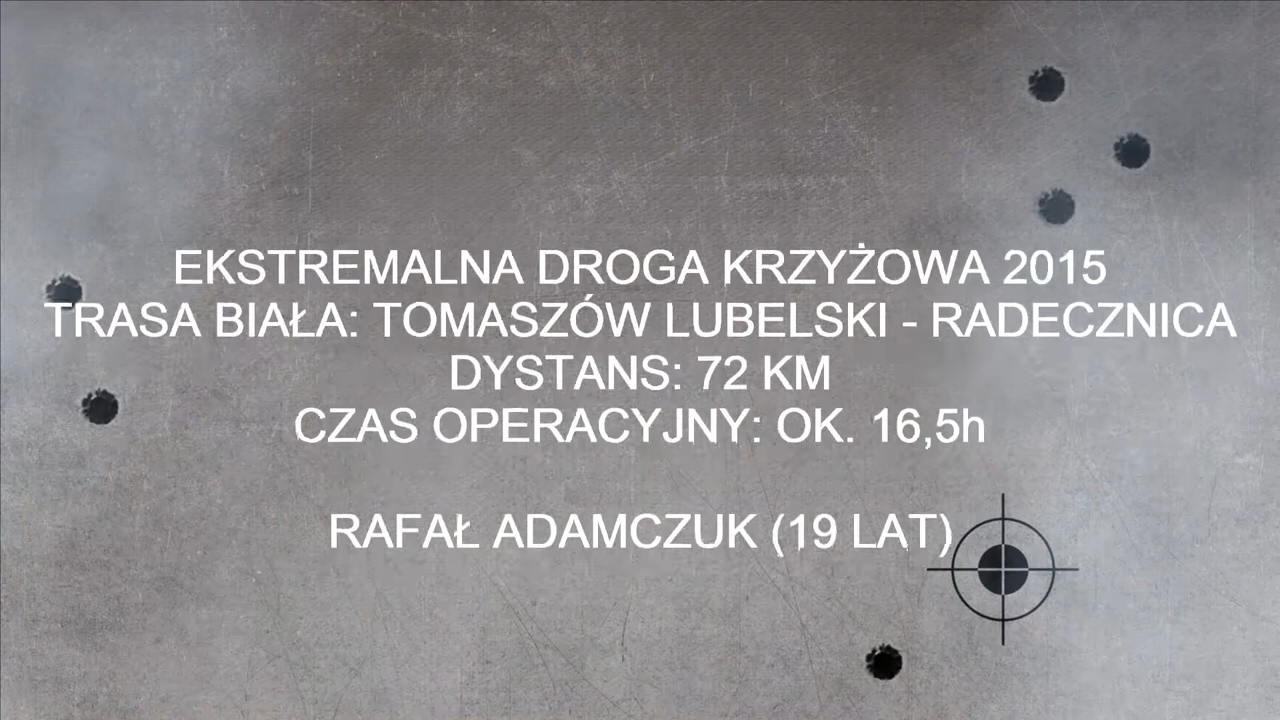 EKSTREMALNA DROGA KRZYŻOWA 2015
TRASA BIAŁA: TOMASZÓW LUBELSKI - RADECZNICA
DYSTANS: 72 KM
CZAS OPERACYJNY: OK. 16,5h
RAFAŁ ADAMCZUK (19 LAT)